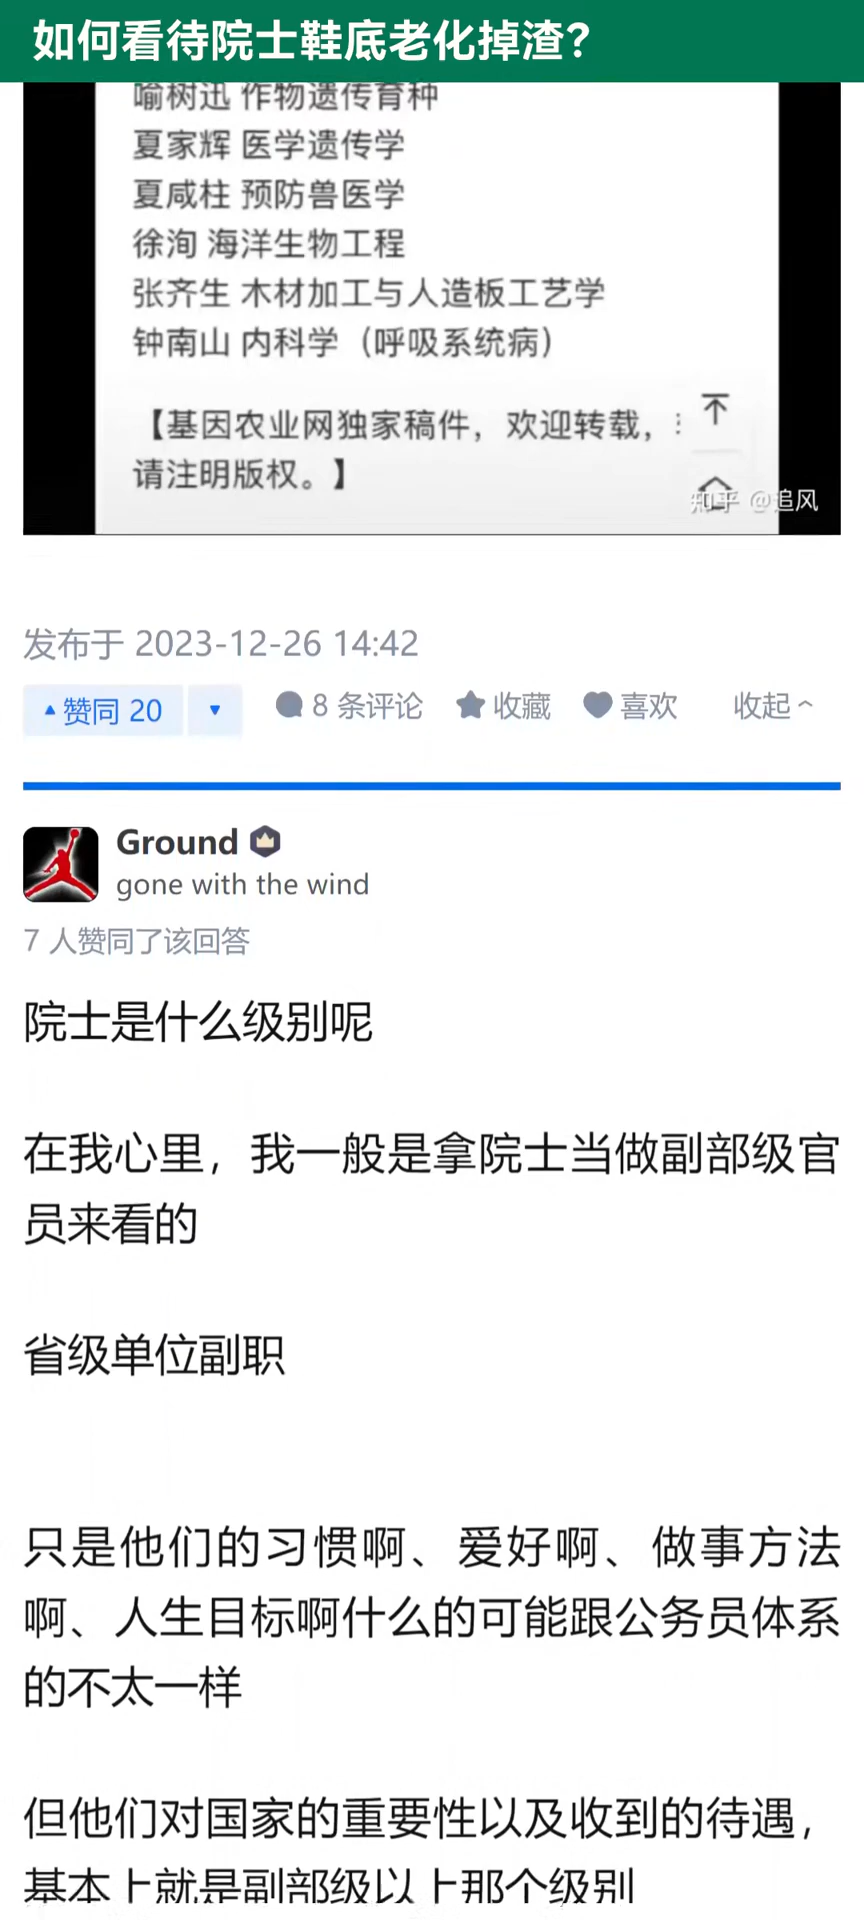 如何看待院士鞋底老化掉渣？
喻树迅 作物遗传育种
夏家辉 医学遗传学
夏咸柱 预防兽医学
徐洵 海洋生物工程
张齐生 木材加工与人造板工艺学
钟南山 内科学（呼吸系统病）
【基因农业网独家稿件，欢迎转载，
请注明版权。】
知乎 @追风
发布于 2023-12-26 14:42
赞同 20
8 条评论
收藏
喜欢
收起
Ground
gone with the wind
7 人赞同了该回答
院士是什么级别呢
在我心里，我一般是拿院士当做副部级官
员来看的
省级单位副职
只是他们的习惯啊、爱好啊、做事方法
啊、人生目标啊什么的可能跟公务员体系
的不太一样
但他们对国家的重要性以及收到的待遇，
基本上就是副部级以上那个级别